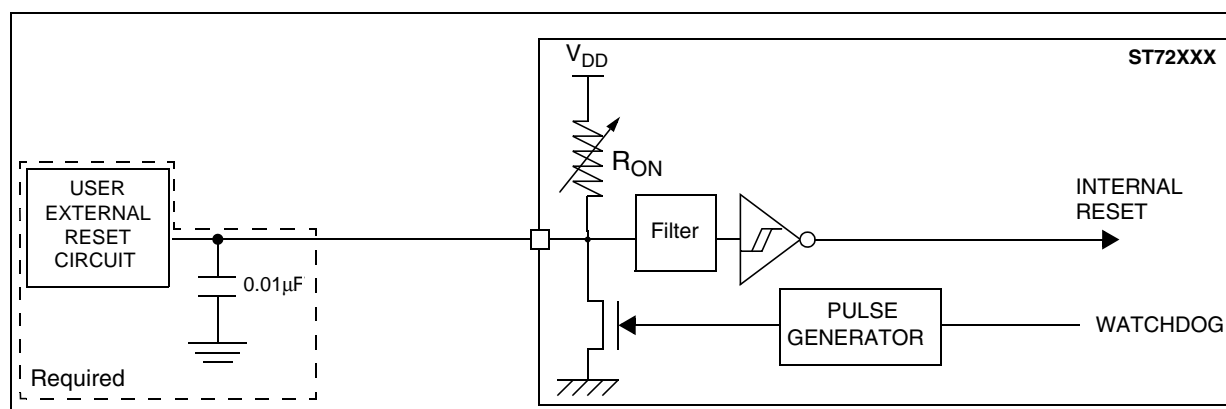 ST72XXX
VDD
RON
USER
EXTERNAL
RESET
CIRCUIT
0.01μF
Required
Filter
INTERNAL
RESET
PULSE
GENERATOR
WATCHDOG